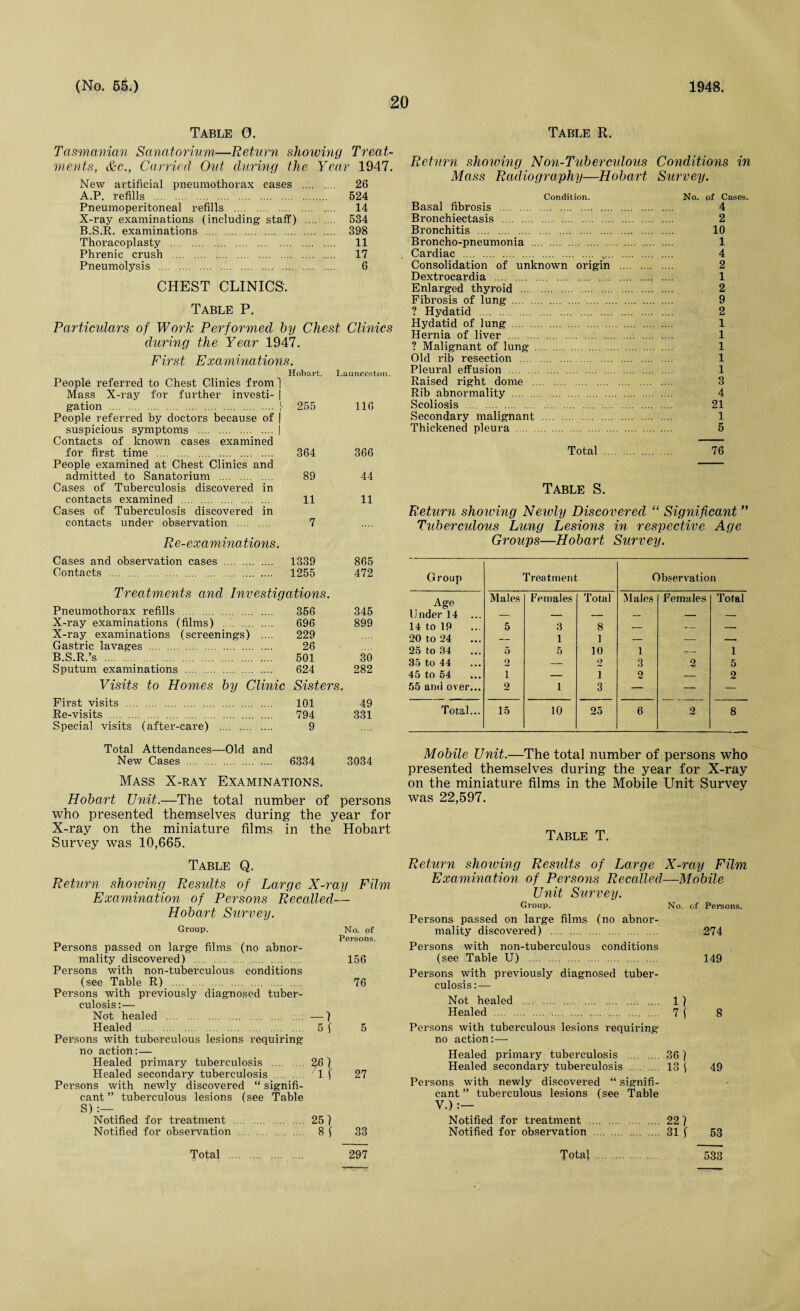 (No. 55.)
1948.
20
TABLE O.
Tasmanian Sanatorium—Return showing Treat-
ments, &c., Carried Out during the Year 1947.
New artificial pneumothorax cases .... .... 26
A.P. refills .... .... .... .... 524
Pneumoperitoneal refills .... .... .... .... 14
X-ray examinations (including staff) .... .... 534
B.S.R. examinations .... .... .... .... 398
Thoracoplasty .... .... .... .... 11
Phrenic crush .... .... .... .... 17
Pneumolysis .... .... .... .... 6
CHEST CLINICS.
TABLE P.
Particulars of Work Performed by Chest Clinics
during the Year 1947.
First Examinations.
Hobart. Launceston.
People referred to Chest Clinics from }
Mass X-ray for further investi- |
gation .... .... .... .... } 255 116
People referred by doctors because of |
suspicious symptoms .... .... .... |
Contacts of known cases examined
for first time .... .... .... .... 364 366
People examined at Chest Clinics and
admitted to Sanatorium .... .... .... 89 44
Cases of Tuberculosis discovered in
contacts examined .... .... .... .... 11 11
Cases of Tuberculosis discovered in
contacts under observation .... .... 7 ....
Re-examinations.
Cases and observation cases .... .... .... 1339 865
Contacts .... .... .... .... 1255 472
Treatments and Investigations.
Pneumothorax refills .... .... .... .... 356 345
X-ray examinations (films) .... .... .... 696 899
X-ray examinations (screenings) .... 229 ....
Gastric lavages .... .... .... .... 26 ....
B.S.R.'s .... .... .... .... 501 30
Sputum examinations .... .... .... .... 624 282
Visits to Homes by Clinic Sisters.
First visits .... .... .... .... 101 49
Re-visits .... .... .... .... 794 331
Special visits (after-care) .... .... .... 9 ....
Total Attendances—Old and
New Cases .... .... .... .... 6334 3034
MASS X-RAY EXAMINATIONS.
Hobart Unit.—The total number of persons
who presented themselves during the year for
X-ray on the miniature films in the Hobart
Survey was 10,665.
TABLE Q.
Return showing Results of Large X-ray Film
Examination of Persons Recalled—
Hobart Survey.
Group. No. of
Persons.
Persons passed on large films (no abnor-
mality discovered) .... .... .... .... 156
Persons with non-tuberculous conditions
(see Table R) .... .... .... .... 76
Persons with previously diagnosed tuber-
culosis:—
Not healed .... .... .... .... — }
Healed .... .... .... .... 5 } 5
Persons with tuberculous lesions requiring
no action:—
Healed primary tuberculosis .... .... 26 }
Healed secondary tuberculosis .... .... 1 } 27
Persons with newly discovered “ signifi-
cant ” tuberculous lesions (see Table
S):—
Notified for treatment .... .... .... .... 25 }
Notified for observation .... .... .... .... 8 } 33
Total .... .... .... .... 297
TABLE R.
Return showing Non-Tuberculous Conditions in
Mass Radiography—Hobart Survey.
Condition. No. of Cases.
Basal fibrosis .... .... .... .... 4
Bronchiectasis .... .... .... .... 2
Bronchitis .... .... .... .... 10
Broncho-pneumonia .... .... .... .... 1
Cardiac .... .... .... .... 4
Consolidation of unknown origin .... .... .... 2
Dextrocardia .... .... .... .... 1
Enlarged thyroid .... .... .... .... 2
Fibrosis of lung .... .... .... .... 9
? Hydatid .... .... .... .... 2
Hydatid of lung .... .... .... .... 1
Hernia of liver .... .... .... .... 1
? Malignant of lung .... .... .... .... 1
Old rib resection .... .... .... .... 1
Pleural effusion .... .... .... .... 1
Raised right dome .... .... .... .... 3
Rib abnormality .... .... .... .... 4
Scoliosis .... .... .... .... 21
Secondary malignant .... .... .... .... 1
Thickened pleura .... .... .... .... 5
Total .... .... .... .... 76
TABLE S.
Return showing Newly Discovered “ Significant ”
Tuberculous Lung Lesions in respective Age
Groups—Hobart Survey.
Group Treatment Observation
Age Males Females Total Males Females Total
Under 14 ... — — — — — —
14 to 19 ... 5 3 8 — — —
20 to 24 ... — 1 1 — — —
25 to 34 ... 5 5 10 1 — 1
35 to 44 ... 2 — 2 3 2 5
45 to 54 ... 1 — 1 2 — 2
55 and over... 2 1 3 — — —
Total... 15 10 25 6 2 8
Mobile Unit.—The total number of persons who
presented themselves during the year for X-ray
on the miniature films in the Mobile Unit Survey
was 22,597.
TABLE T.
Return showing Results of Large X-ray Film
Examination of Persons Recalled—Mobile
Unit Survey.
Group. No. of Persons.
Persons passed on large films (no abnor-
mality discovered) .... .... .... .... 274
Persons with non-tuberculous conditions
(see Table U) .... .... .... .... 149
Persons with previously diagnosed tuber-
culosis:—
Not healed .... .... .... .... 1 }
Healed .... .... .... .... 7 } 8
Persons with tuberculous lesions requiring
no action:—
Healed primary tuberculosis .... .... 36 }
Healed secondary tuberculosis .... .... 13 } 49
Persons with newly discovered “ signifi-
cant ” tuberculous lesions (see Table
V.):—
Notified for treatment .... .... .... .... 22 }
Notified for observation .... .... .... .... 31 } 53
Total .... .... .... 533